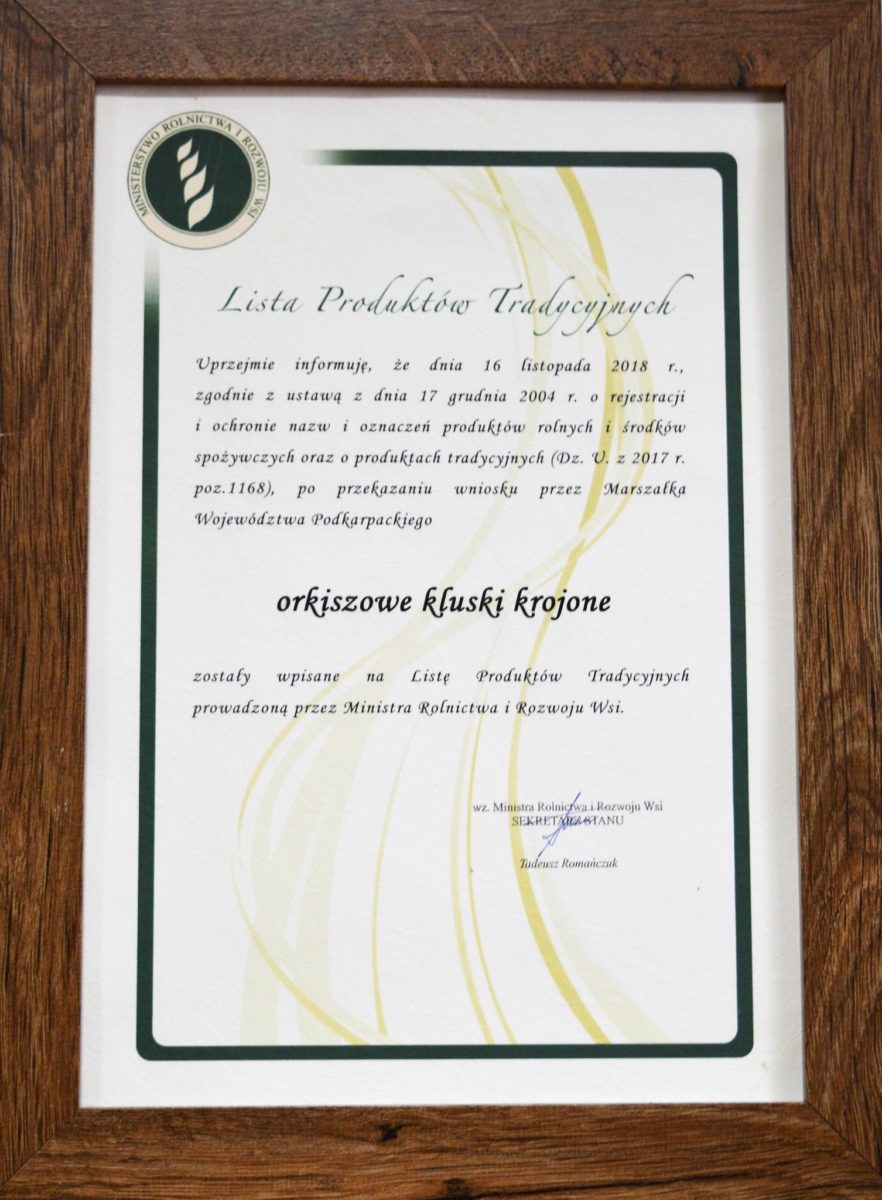 MINISTERSTWO ROLNICTWA I ROZWOJU WSI
Lista Produktów Tradycyjnych
Uprzejmie informuję, że dnia 16 listopada 2018 r.,
zgodnie z ustawą z dnia 17 grudnia 2004 r. o rejestracji
i ochronie nazw i oznaczeń produktów rolnych i środków
spożywczych oraz o produktach tradycyjnych (Dz. U. z 2017 r.
poz.1168), po przekazaniu wniosku przez Marszałka
Województwa Podkarpackiego
orkiszowe kluski krojone
zostały wpisane na Listę Produktów Tradycyjnych
prowadzoną przez Ministra Rolnictwa i Rozwoju Wsi.
wz. Ministra Rolnictwa i Rozwoju Wsi
SEKRETARZ STANU
Tadeusz Romańczuk